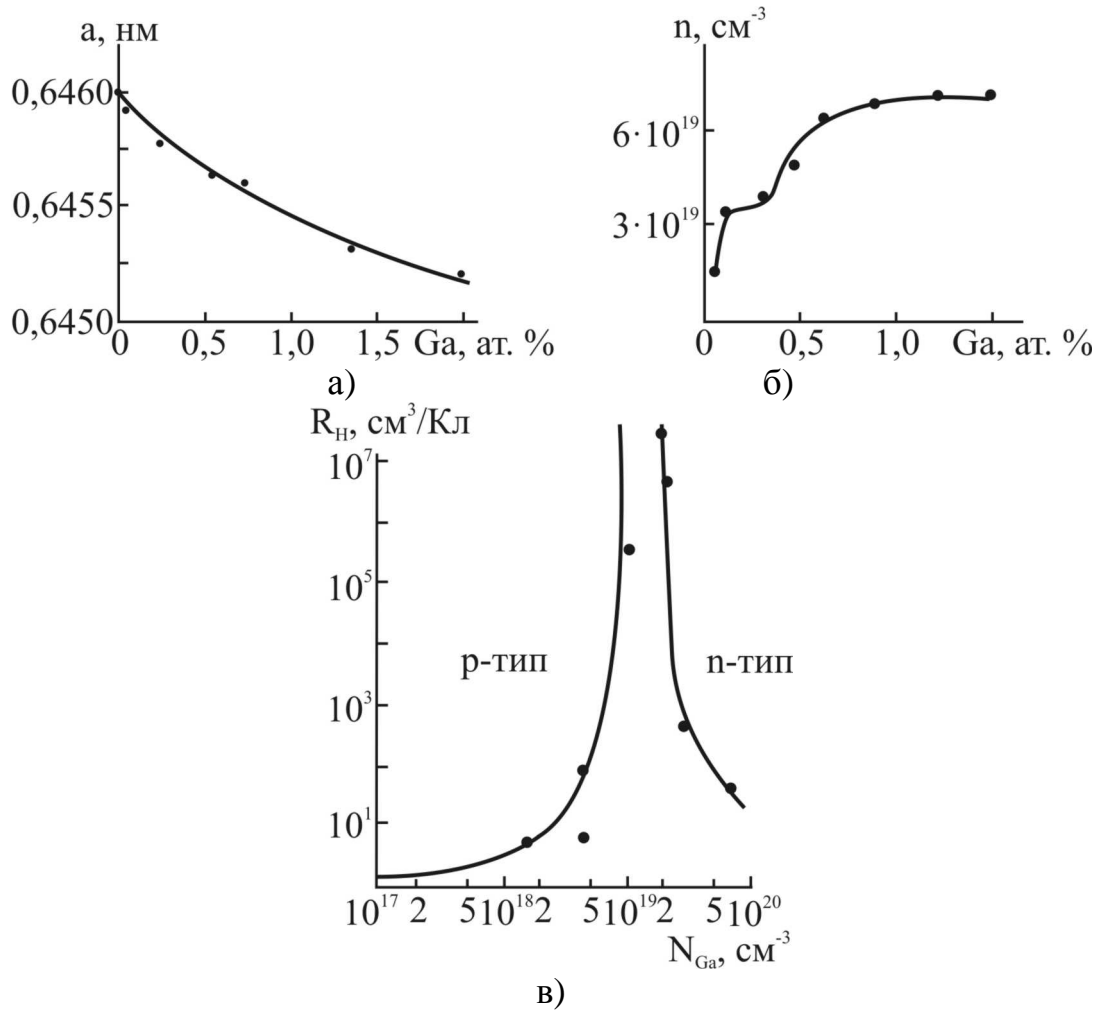 a, нм
0,6460
0,6455
0,6450
0 0,5 1,0 1,5 Ga, ат. %
а)
n, см⁻³
6·10¹⁹
3·10¹⁹
0 0,5 1,0 Ga, ат. %
б)
R_H, см³/Кл
10⁷
10⁵
10³
10¹
p-тип
n-тип
10¹⁷ 2 5 10¹⁸ 2 5 10¹⁹ 2 5 10²⁰
N_Ga, см⁻³
в)